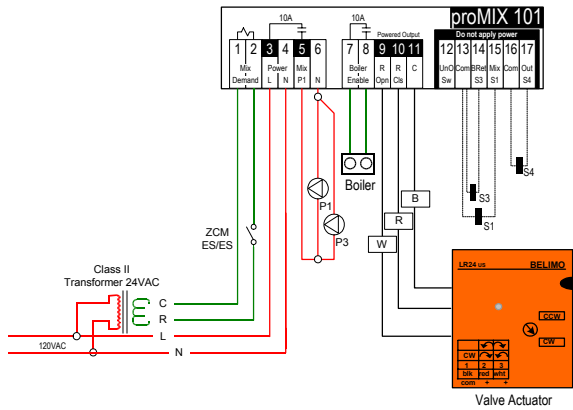 proMIX 101
10A
10A
Powered Output
Do not apply power
1 2 3 4 5 6 7 8 9 10 11 12 13 14 15 16 17
Mix Power Mix Boiler R R C UnO Com BRet Mix Com Out
Demand L N P1 N Enable Opn Cls Sw S3 S1 S4
Boiler
S4
S3
S1
P1
P3
B
R
W
ZCM
ES/ES
Class II
Transformer 24VAC
C
R
L
N
120VAC
LR24 US BELIMO
CCW
CW
CW
1 2 3
blk red wht
com + +
Valve Actuator